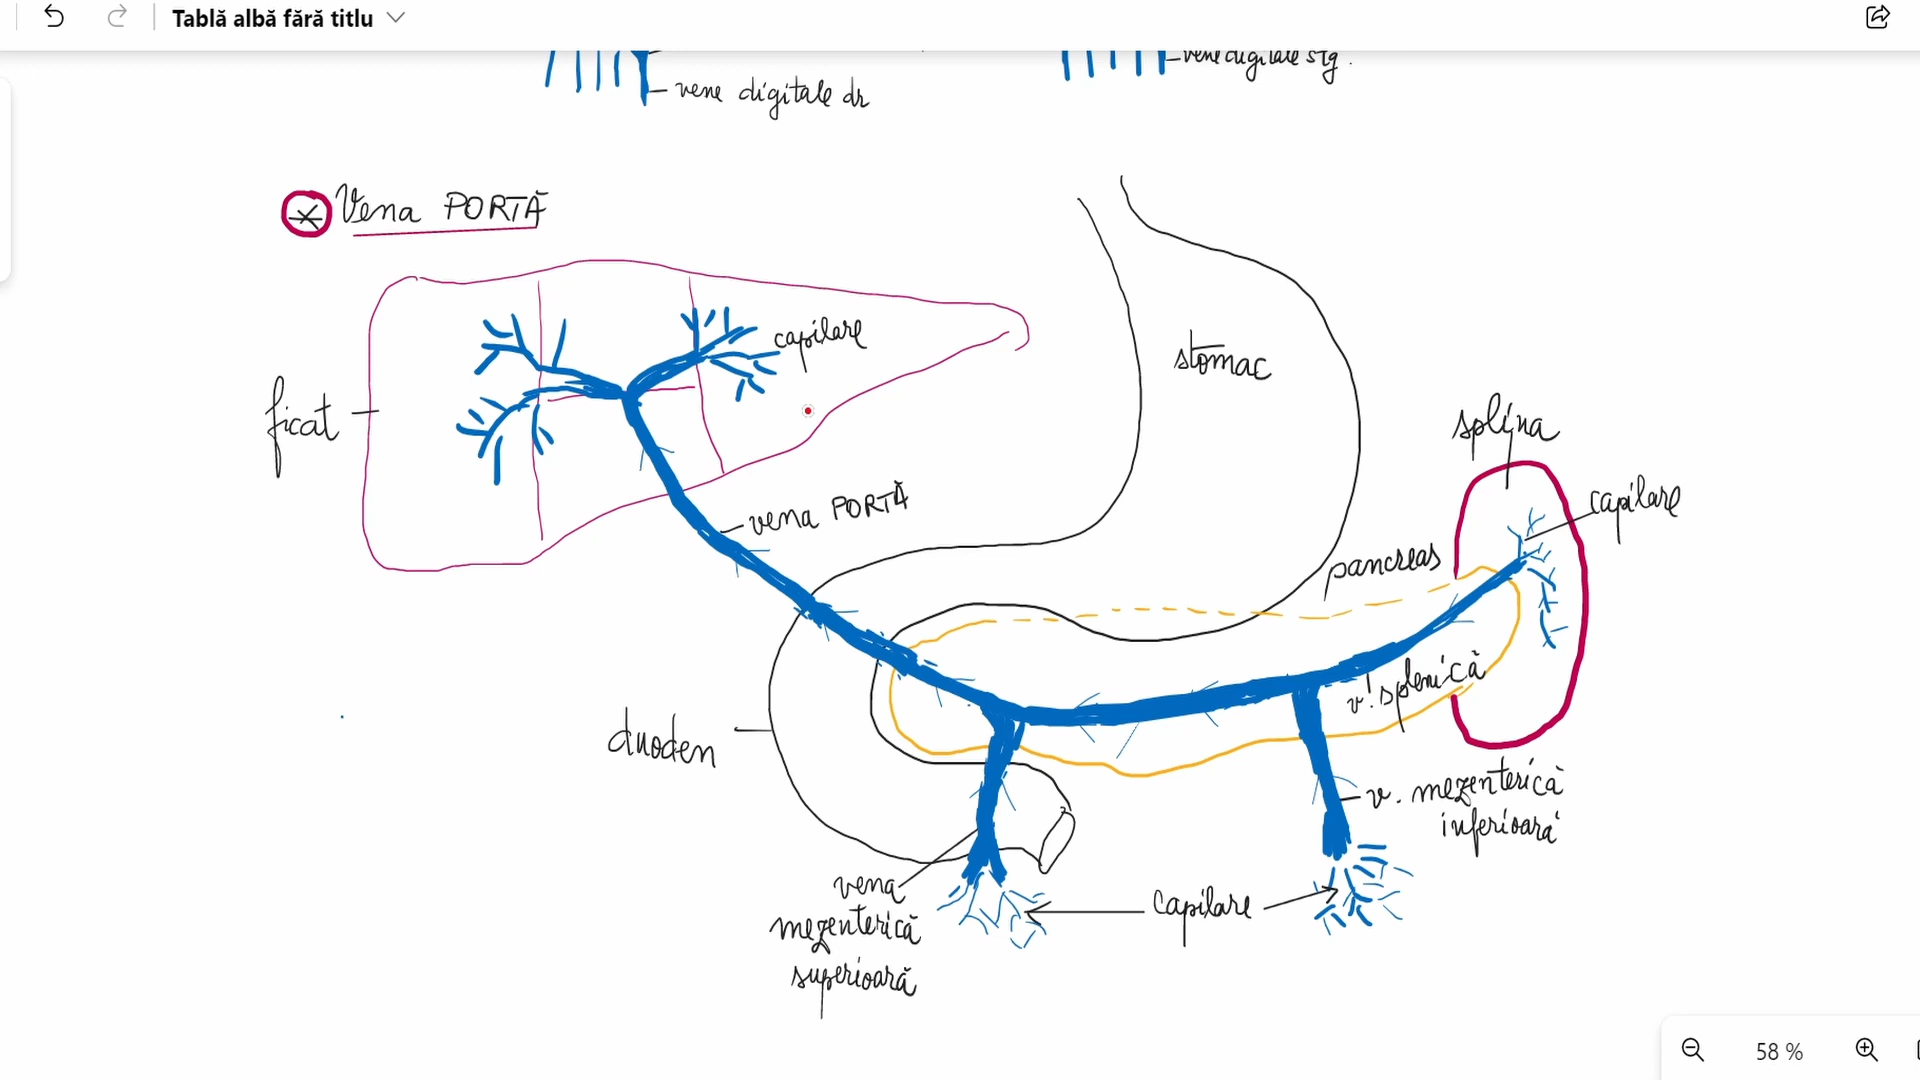 Tablă albă fără titlu
vene digitale dr
vene digitale stg.
Vena PORTĂ
capilare
stomac
ficat
splina
capilare
vena PORTĂ
pancreas
v. splenică
duoden
v. mezenterică
inferioară
vena
mezenterică
superioară
Capilare
58 %